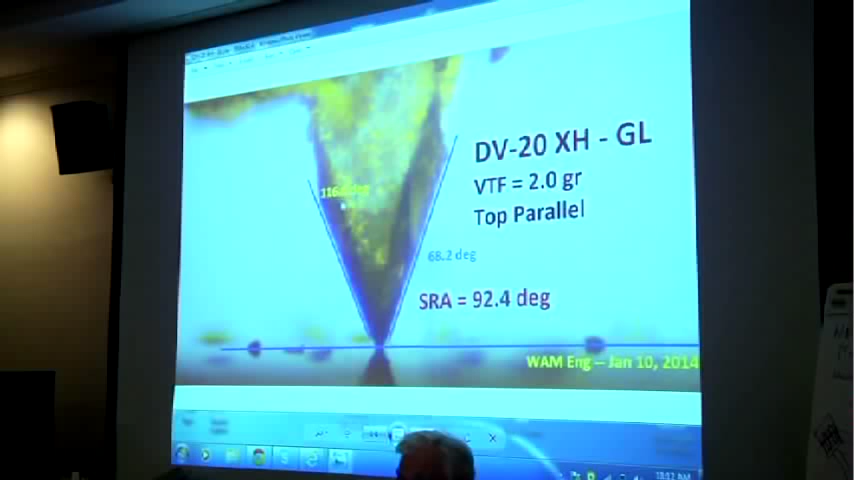 DV-20 XH - GL
VTF = 2.0 gr
Top Parallel
68.2 deg
SRA = 92.4 deg
WAM Eng – Jan 10, 2014